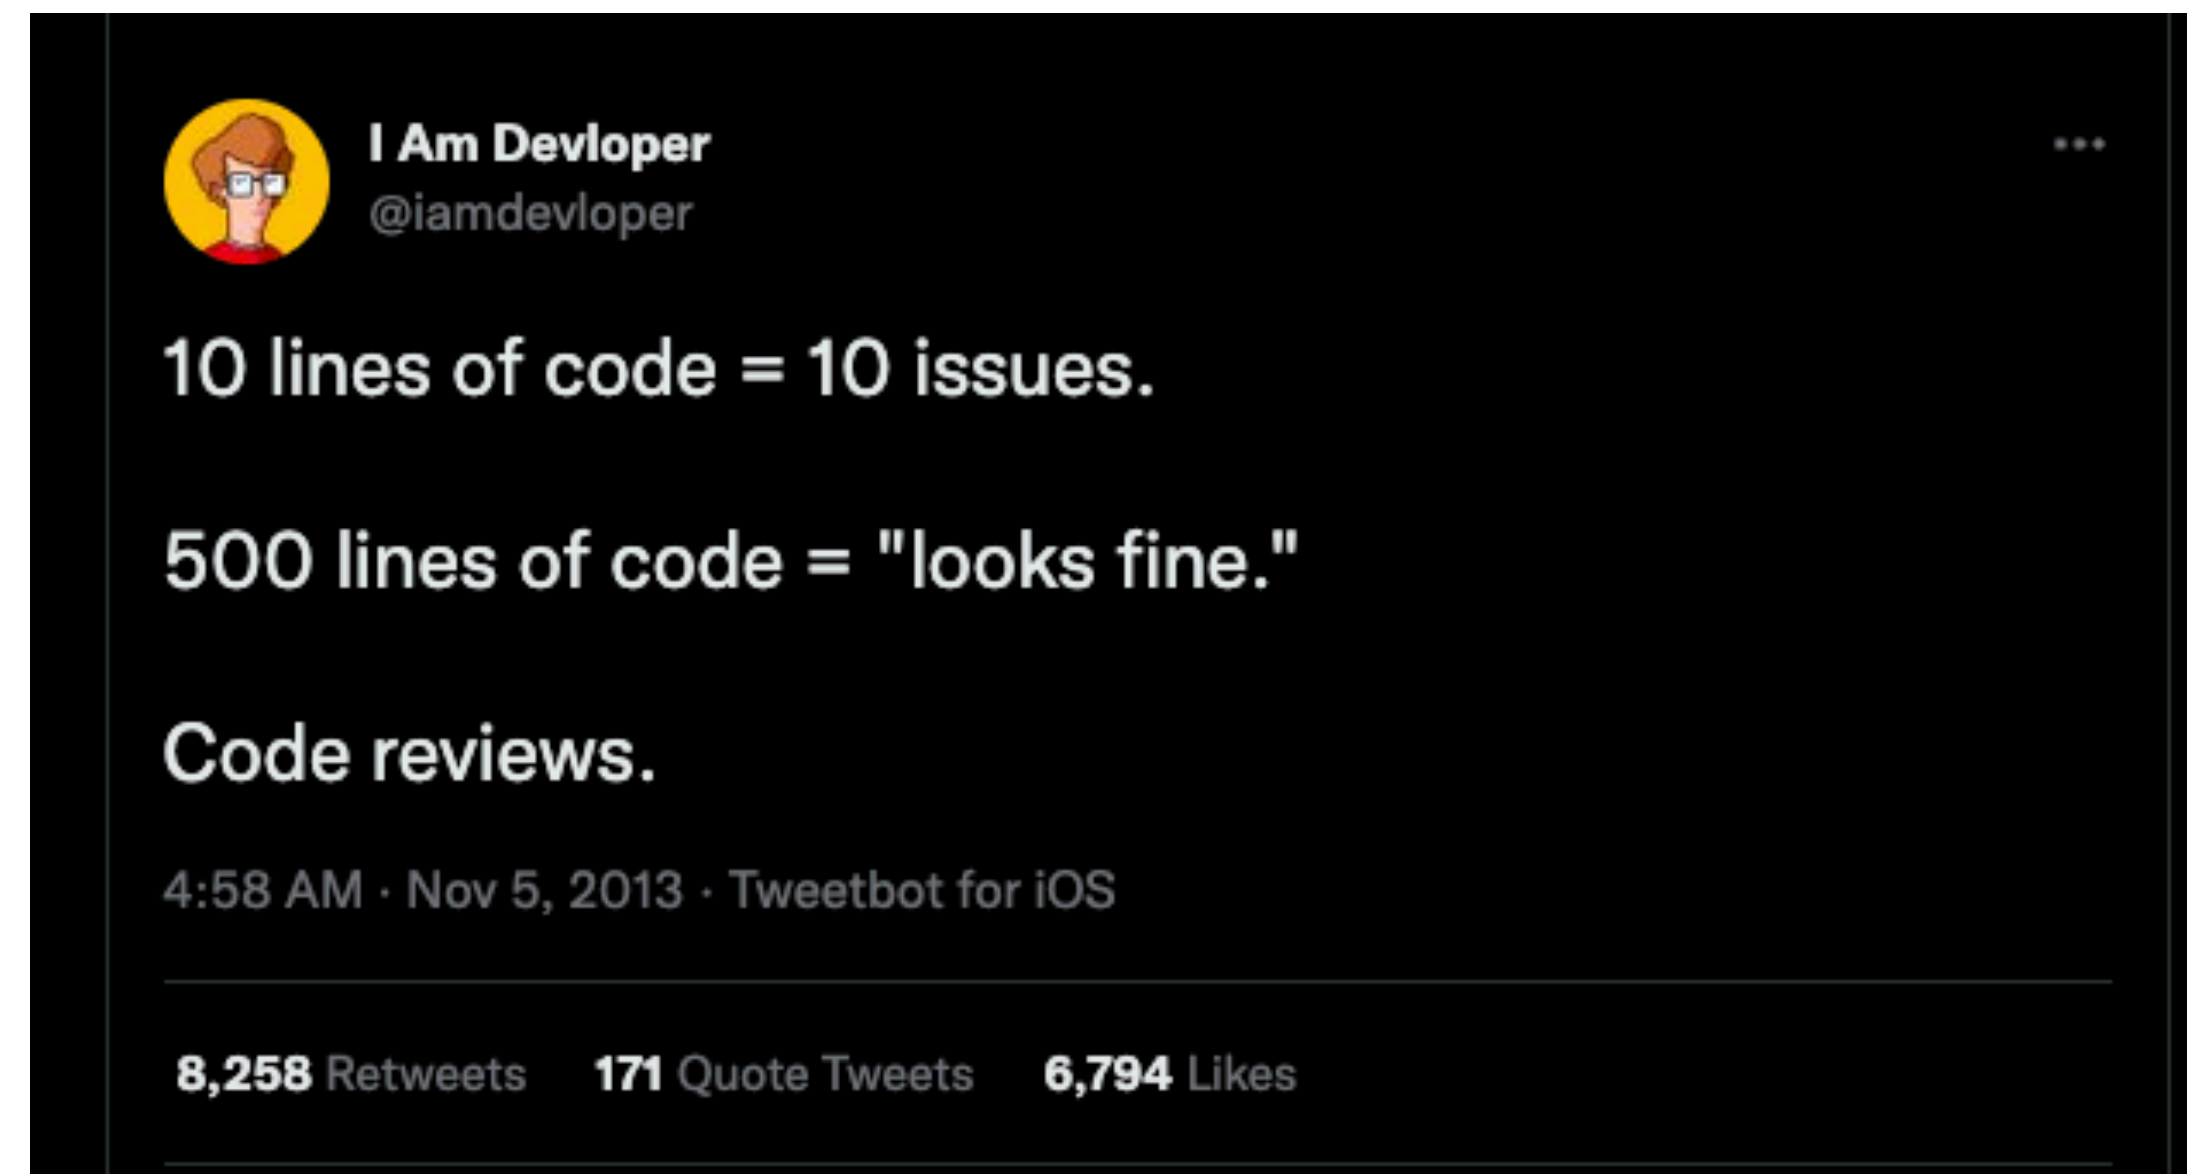 I Am Devloper
@iamdevloper
10 lines of code = 10 issues.
500 lines of code = "looks fine."
Code reviews.
4:58 AM · Nov 5, 2013 · Tweetbot for iOS
8,258 Retweets 171 Quote Tweets 6,794 Likes